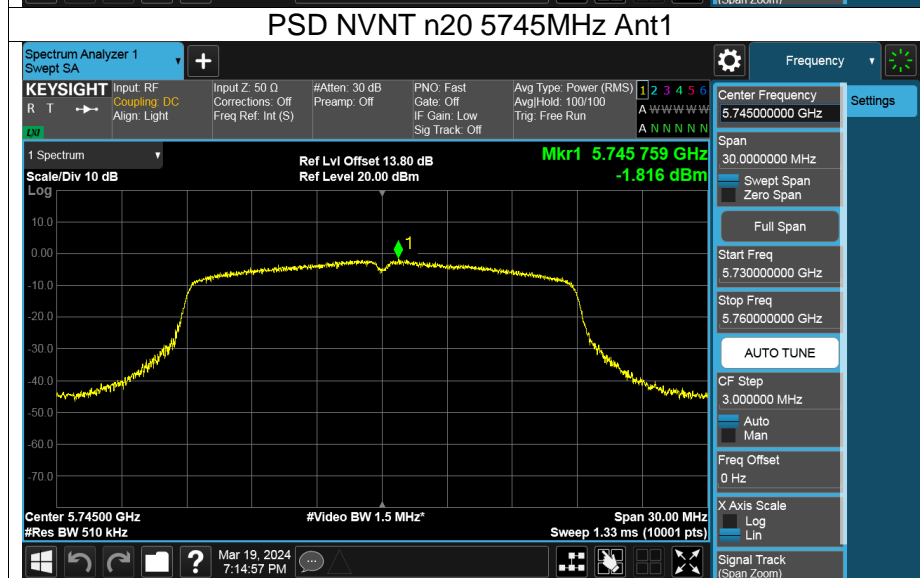 (Span Zoom)
PSD NVNT n20 5745MHz Ant1
Spectrum Analyzer 1
Swept SA
+
Frequency
KEYSIGHT
R T
LXI
Input: RF
Coupling: DC
Align: Light
Input Z: 50 Ω
Corrections: Off
Freq Ref: Int (S)
#Atten: 30 dB
Preamp: Off
PNO: Fast
Gate: Off
IF Gain: Low
Sig Track: Off
Avg Type: Power (RMS)
Avg|Hold: 100/100
Trig: Free Run
1 2 3 4 5 6
A W W W W W
A N N N N N
1 Spectrum
Scale/Div 10 dB
Log
Ref Lvl Offset 13.80 dB
Ref Level 20.00 dBm
Mkr1 5.745 759 GHz
-1.816 dBm
10.0
0.00
-10.0
-20.0
-30.0
-40.0
-50.0
-60.0
-70.0
1
Center 5.74500 GHz
#Res BW 510 kHz
#Video BW 1.5 MHz*
Span 30.00 MHz
Sweep 1.33 ms (10001 pts)
?
Mar 19, 2024
7:14:57 PM
Center Frequency
5.745000000 GHz
Settings
Span
30.0000000 MHz
Swept Span
Zero Span
Full Span
Start Freq
5.730000000 GHz
Stop Freq
5.760000000 GHz
AUTO TUNE
CF Step
3.000000 MHz
Auto
Man
Freq Offset
0 Hz
X Axis Scale
Log
Lin
Signal Track
(Span Zoom)